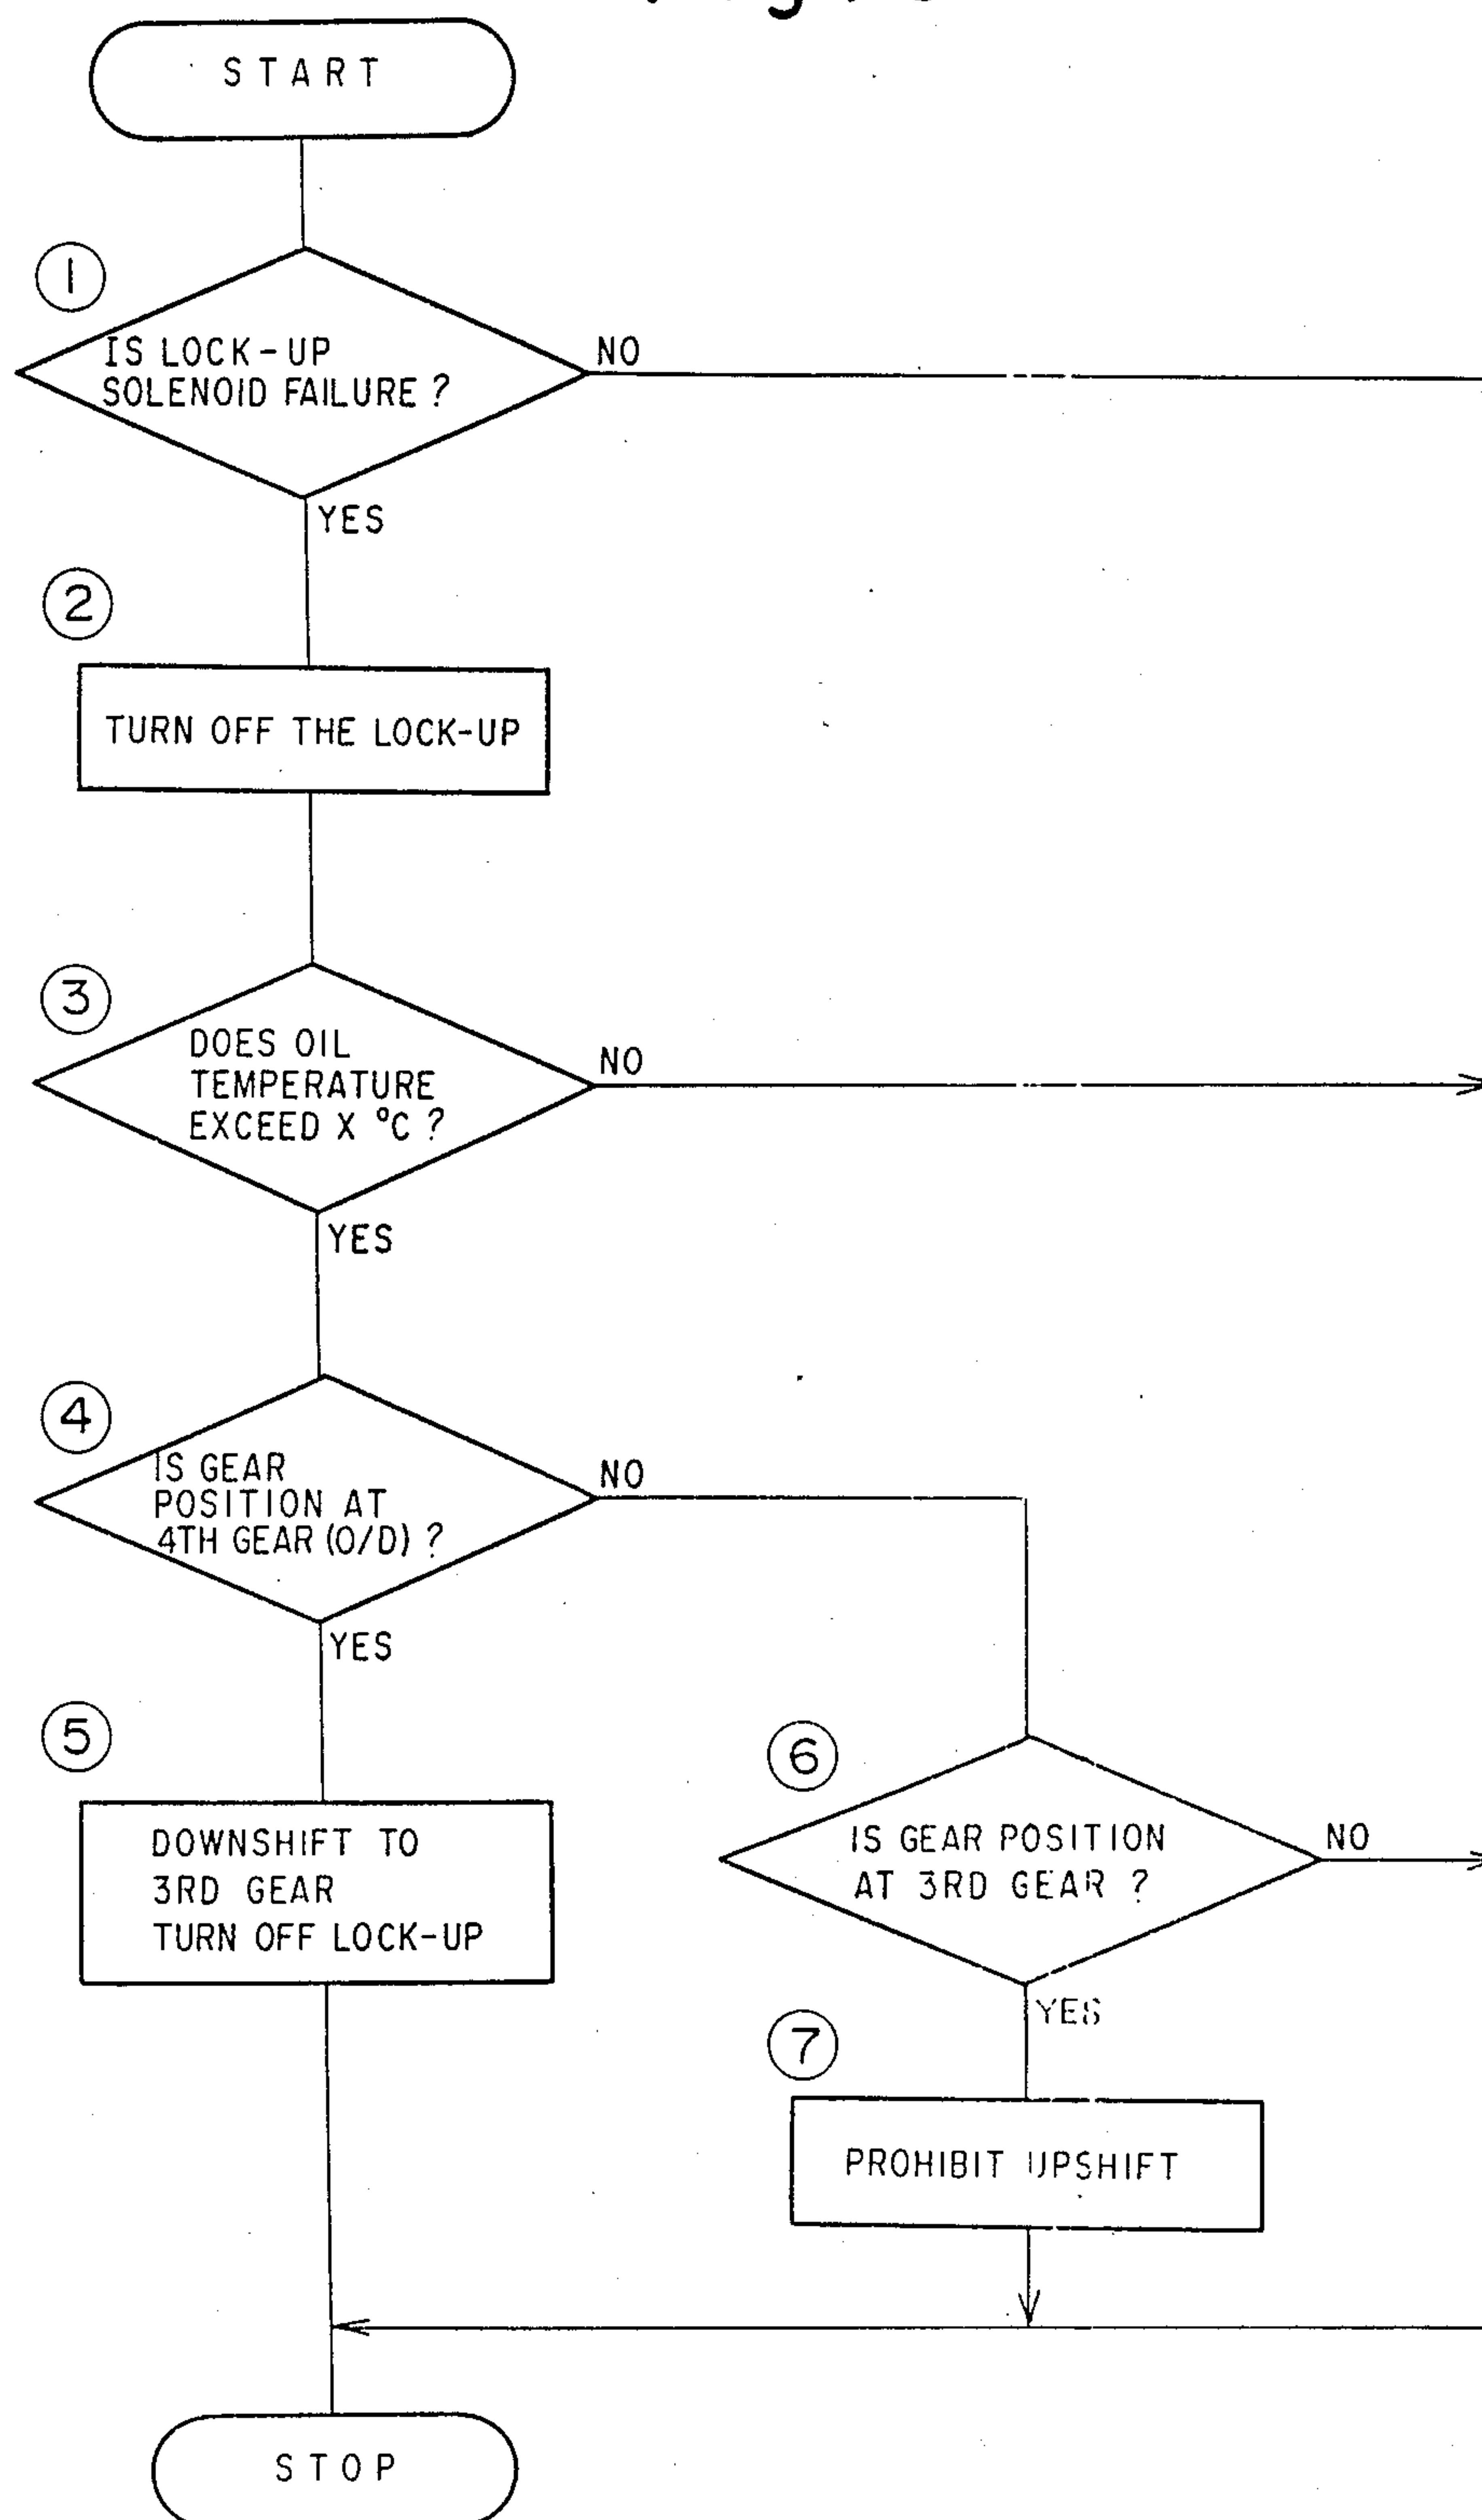 START
1
IS LOCK-UP
SOLENOID FAILURE ?
NO
YES
2
TURN OFF THE LOCK-UP
3
DOES OIL
TEMPERATURE
EXCEED X °C ?
NO
YES
4
IS GEAR
POSITION AT
4TH GEAR (O/D) ?
NO
YES
5
DOWNSHIFT TO
3RD GEAR
TURN OFF LOCK-UP
6
IS GEAR POSITION
AT 3RD GEAR ?
NO
YES
7
PROHIBIT UPSHIFT
STOP